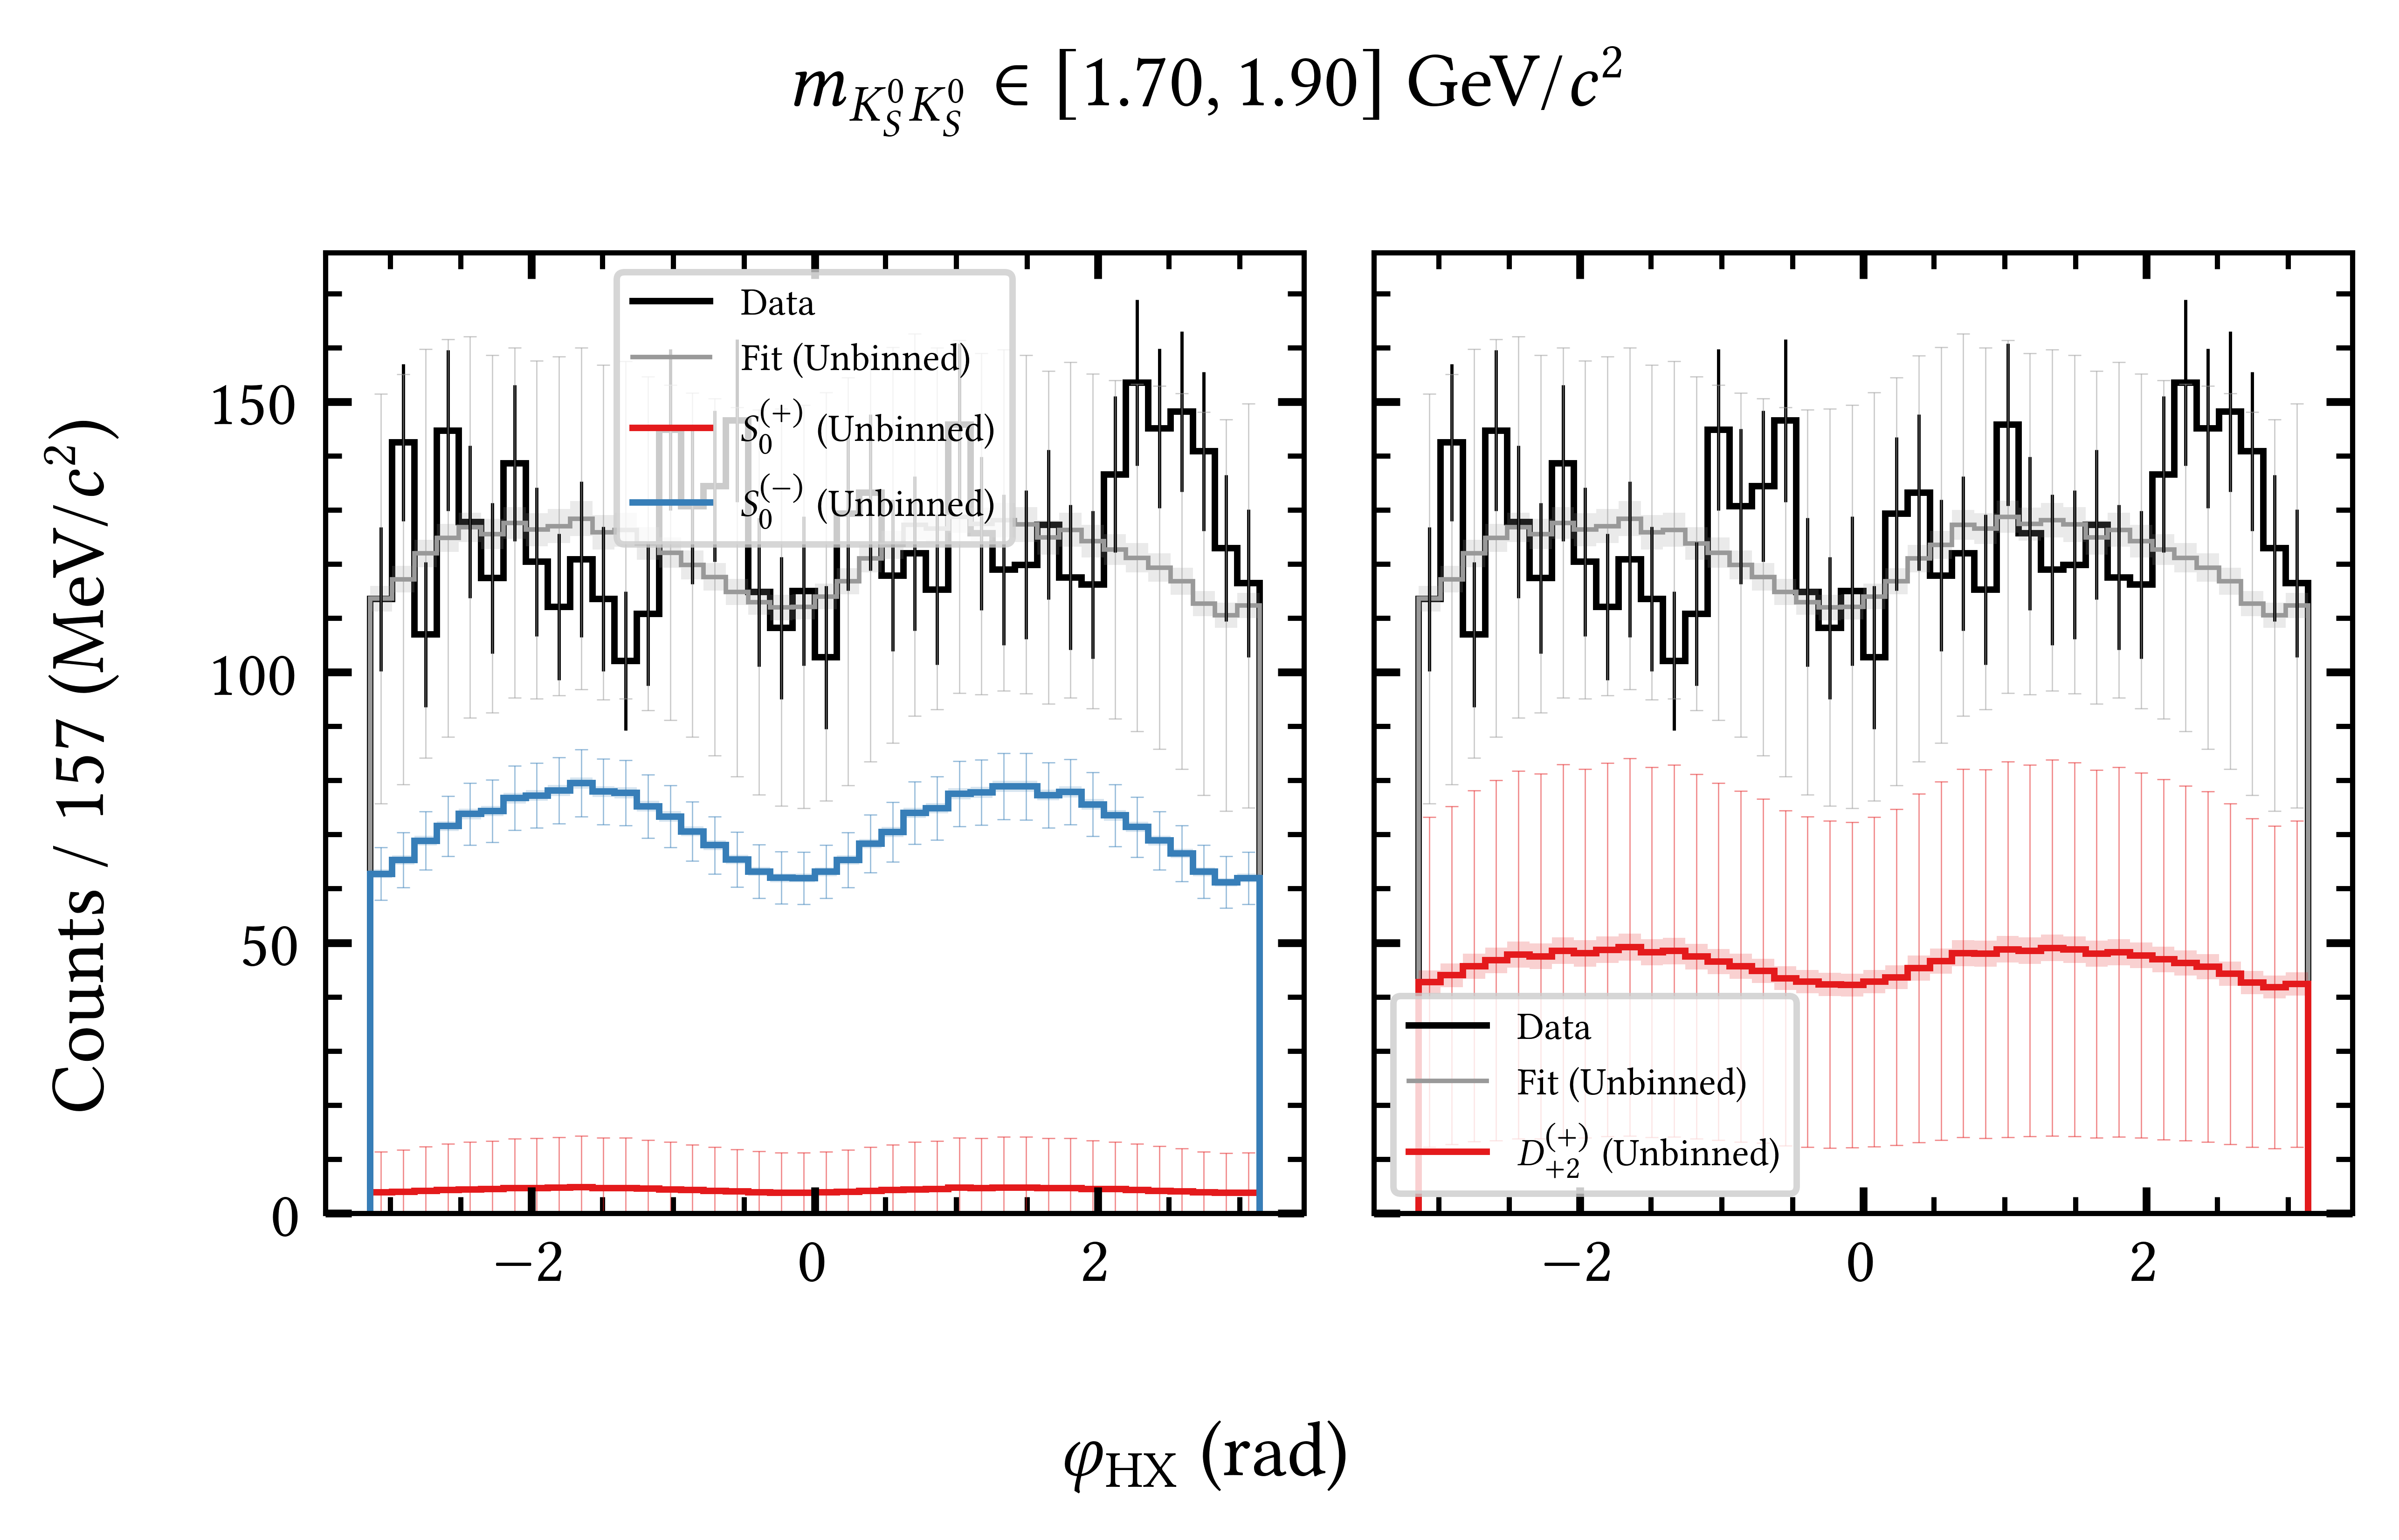 m_{K_S^0 K_S^0} ∈ [1.70, 1.90] GeV/c²
Counts / 157 (MeV/c²)
150
100
50
0
Data
Fit (Unbinned)
S_0^{(+)} (Unbinned)
S_0^{(−)} (Unbinned)
−2
0
2
Data
Fit (Unbinned)
D_{+2}^{(+)} (Unbinned)
−2
0
2
φ_{HX} (rad)